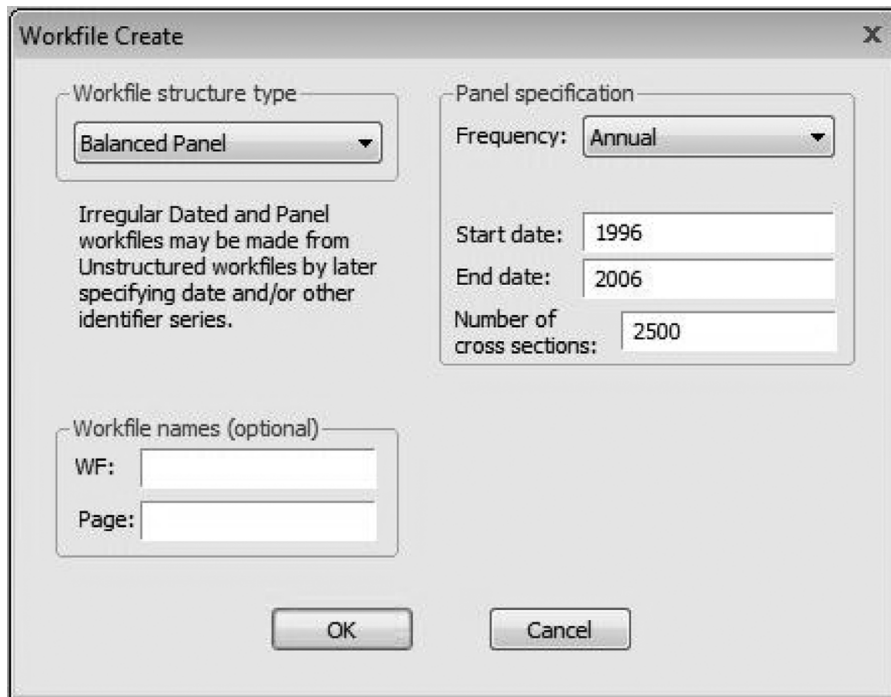 Workfile Create
X
Workfile structure type
Balanced Panel
Irregular Dated and Panel
workfiles may be made from
Unstructured workfiles by later
specifying date and/or other
identifier series.
Panel specification
Frequency: Annual
Start date: 1996
End date: 2006
Number of
cross sections: 2500
Workfile names (optional)
WF:
Page:
OK
Cancel